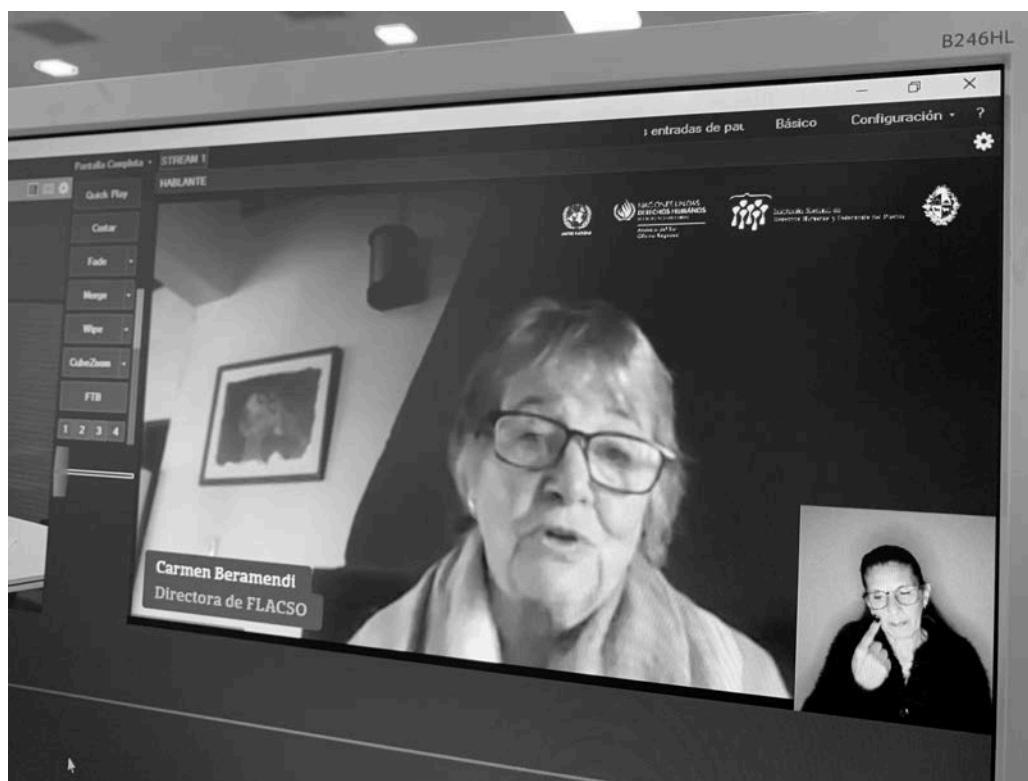 B246HL
Básico
Configuración
?
entradas de pau
Pantalla Completa
STREAM 1
HABLANTE
Quick Play
Cortar
Fade
Merge
Wipe
CubeZoom
FTB
1 2 3 4
NACIONES UNIDAS
DERECHOS HUMANOS
Carmen Beramendi
Directora de FLACSO